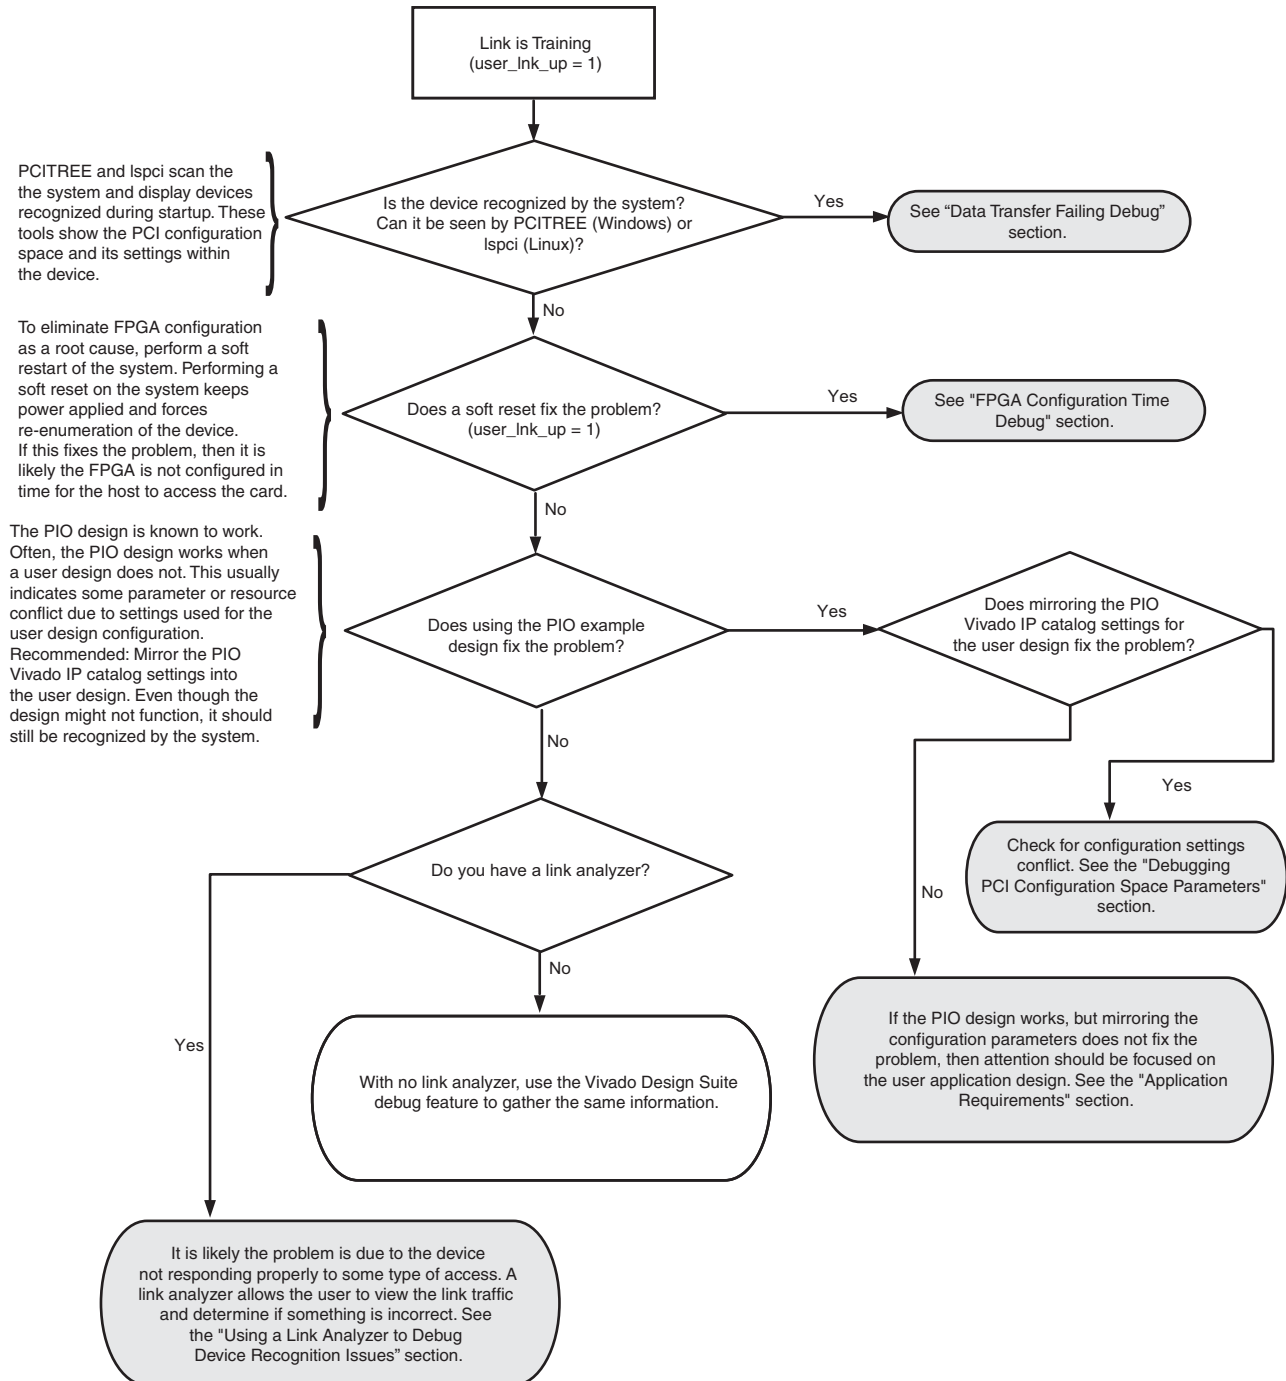 Link is Training
(user_lnk_up = 1)
PCITREE and lspci scan the
the system and display devices
recognized during startup. These
tools show the PCI configuration
space and its settings within
the device.
Is the device recognized by the system?
Can it be seen by PCITREE (Windows) or
lspci (Linux)?
Yes
See “Data Transfer Failing Debug”
section.
No
To eliminate FPGA configuration
as a root cause, perform a soft
restart of the system. Performing a
soft reset on the system keeps
power applied and forces
re-enumeration of the device.
If this fixes the problem, then it is
likely the FPGA is not configured in
time for the host to access the card.
Does a soft reset fix the problem?
(user_lnk_up = 1)
Yes
See "FPGA Configuration Time
Debug" section.
No
The PIO design is known to work.
Often, the PIO design works when
a user design does not. This usually
indicates some parameter or resource
conflict due to settings used for the
user design configuration.
Recommended: Mirror the PIO
Vivado IP catalog settings into
the user design. Even though the
design might not function, it should
still be recognized by the system.
Does using the PIO example
design fix the problem?
Yes
Does mirroring the PIO
Vivado IP catalog settings for
the user design fix the problem?
No
Yes
Check for configuration settings
conflict. See the "Debugging
PCI Configuration Space Parameters"
section.
Do you have a link analyzer?
No
No
If the PIO design works, but mirroring the
configuration parameters does not fix the
problem, then attention should be focused on
the user application design. See the "Application
Requirements" section.
Yes
With no link analyzer, use the Vivado Design Suite
debug feature to gather the same information.
It is likely the problem is due to the device
not responding properly to some type of access. A
link analyzer allows the user to view the link traffic
and determine if something is incorrect. See
the "Using a Link Analyzer to Debug
Device Recognition Issues” section.